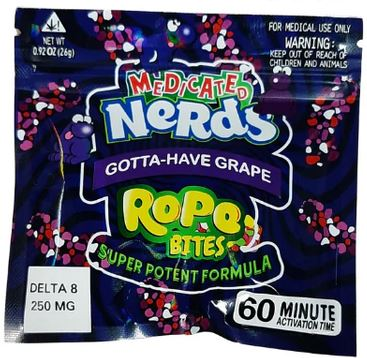 NET WT
0.92 OZ (26g)
FOR MEDICAL USE ONLY
WARNING:
KEEP OUT OF REACH OF
CHILDREN AND ANIMALS
MEDICATED
NeRds
GOTTA-HAVE GRAPE
RoPe
BITES
SUPER POTENT FORMULA
DELTA 8
250 MG
60 MINUTE
ACTIVATION TIME